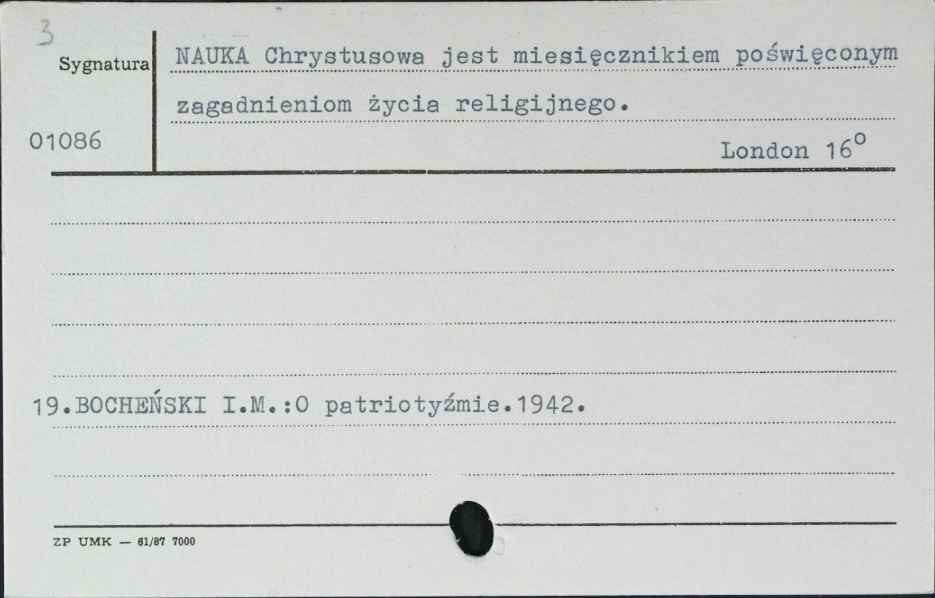 3
Sygnatura
NAUKA Chrystusowa jest miesięcznikiem poświęconym
zagadnieniom życia religijnego.
01086
London 16⁰
19.BOCHEŃSKI I.M.:O patriotyźmie.1942.
ZP UMK — 61/87 7000